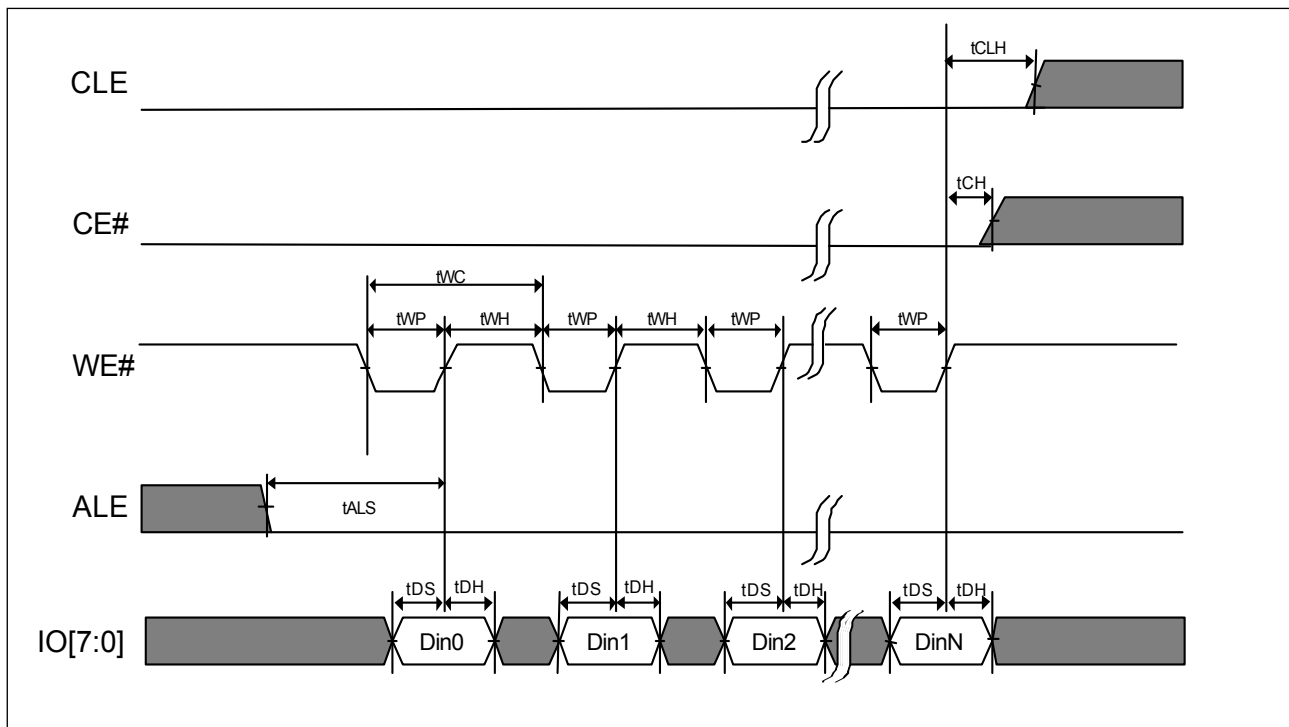 tCLH
CLE
tCH
CE#
tWC
tWP tWH tWP tWH tWP tWP
WE#
ALE
tALS
tDS tDH tDS tDH tDS tDH tDS tDH
IO[7:0] Din0 Din1 Din2 DinN